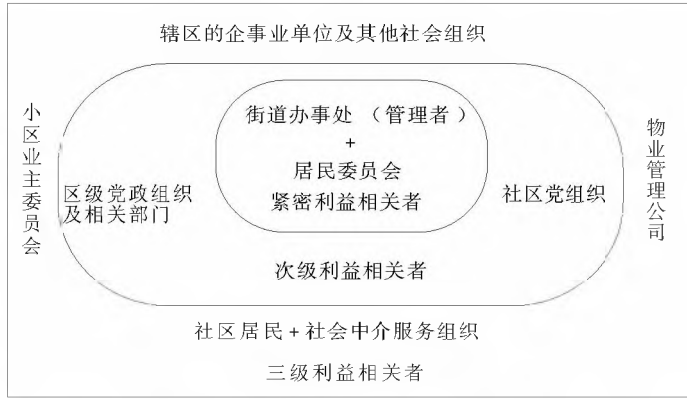 辖区的企事业单位及其他社会组织
小区业主委员会
街道办事处 （管理者）
+
居民委员会
紧密利益相关者
区级党政组织
及相关部门
社区党组织
物业管理公司
次级利益相关者
社区居民+社会中介服务组织
三级利益相关者